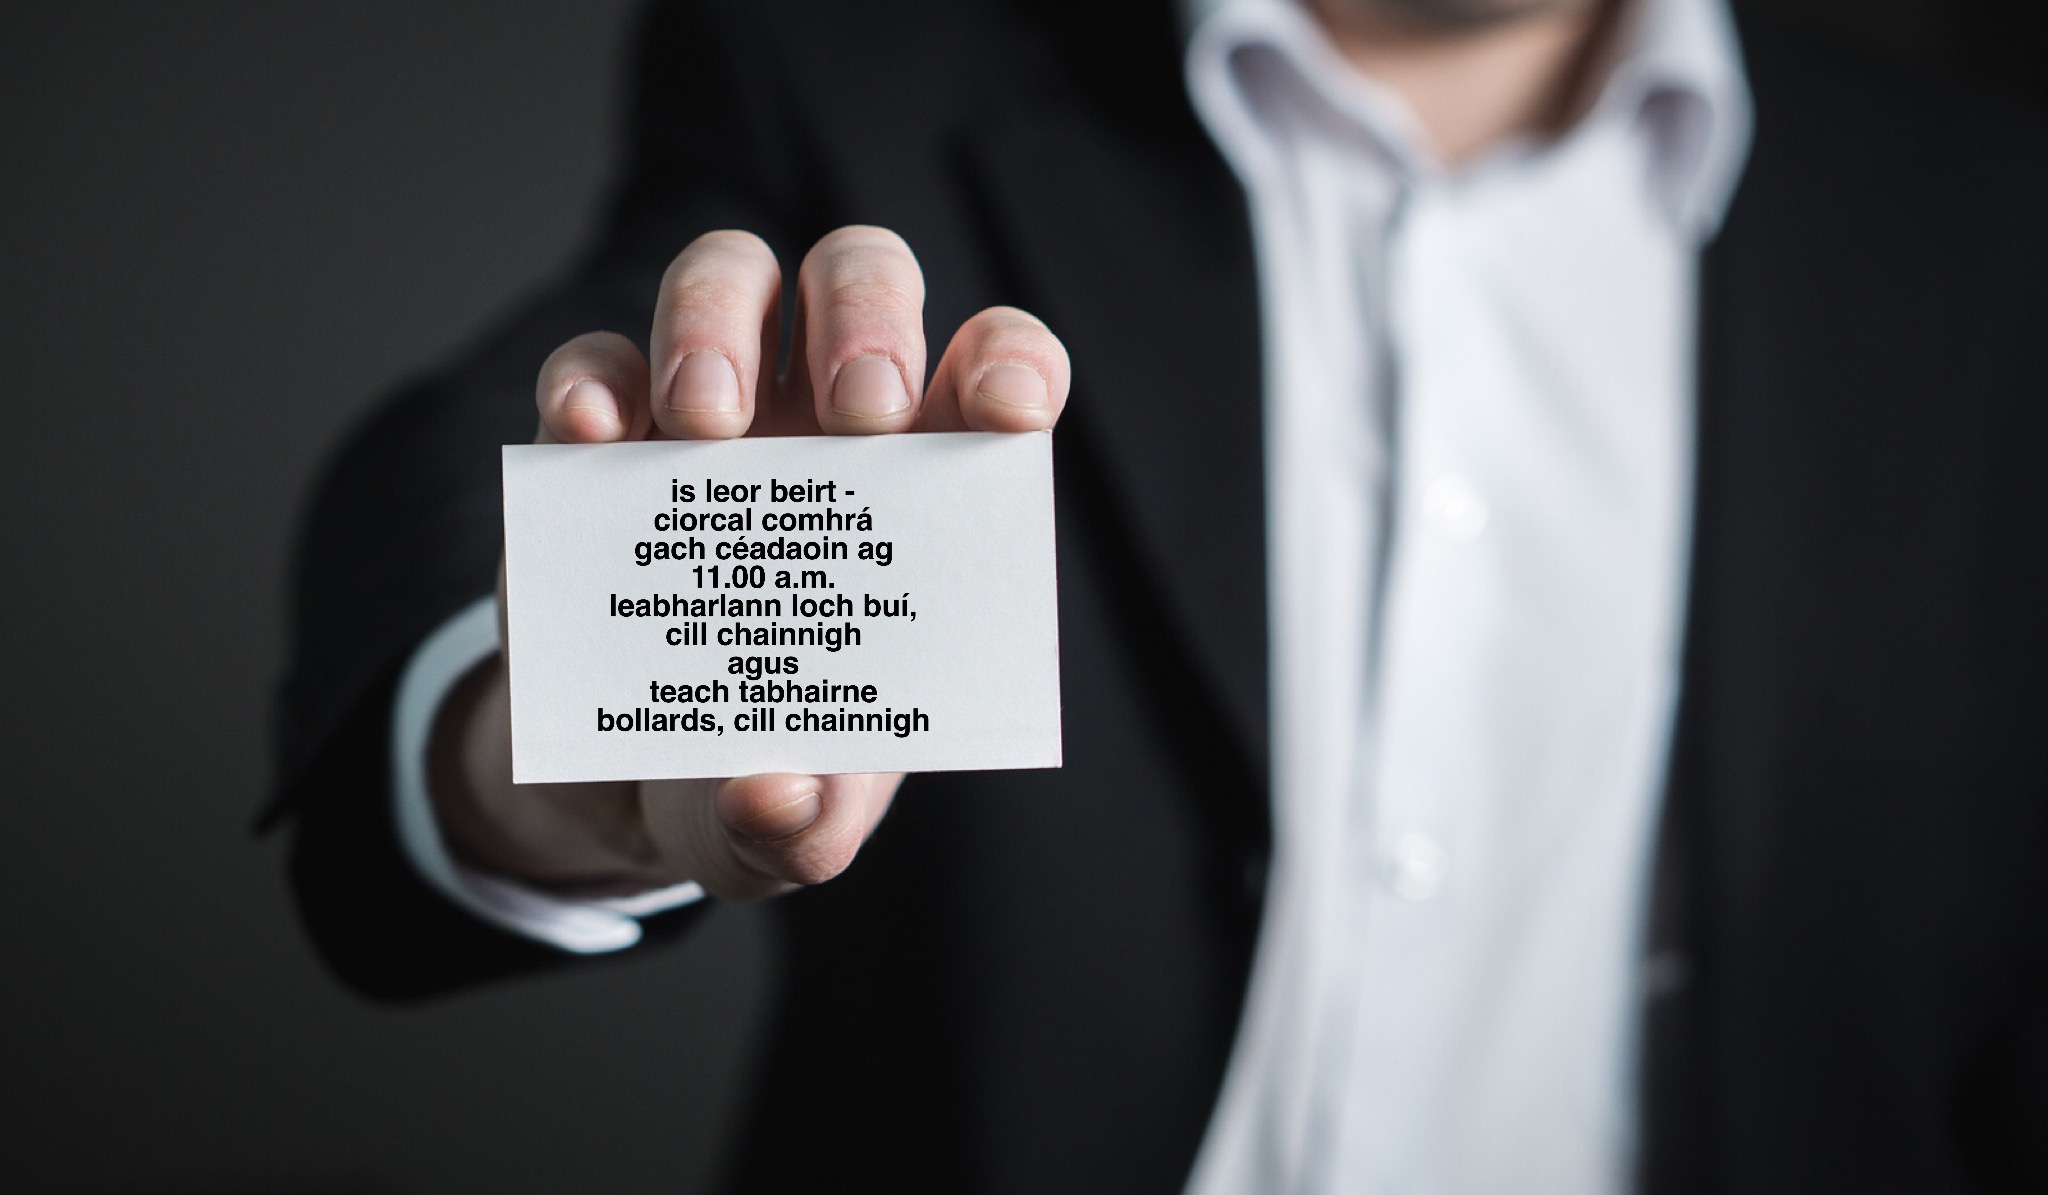 is leor beirt -
ciorcal comhrá
gach céadaoin ag
11.00 a.m.
leabharlann loch buí,
cill chainnigh
agus
teach tabhairne
bollards, cill chainnigh